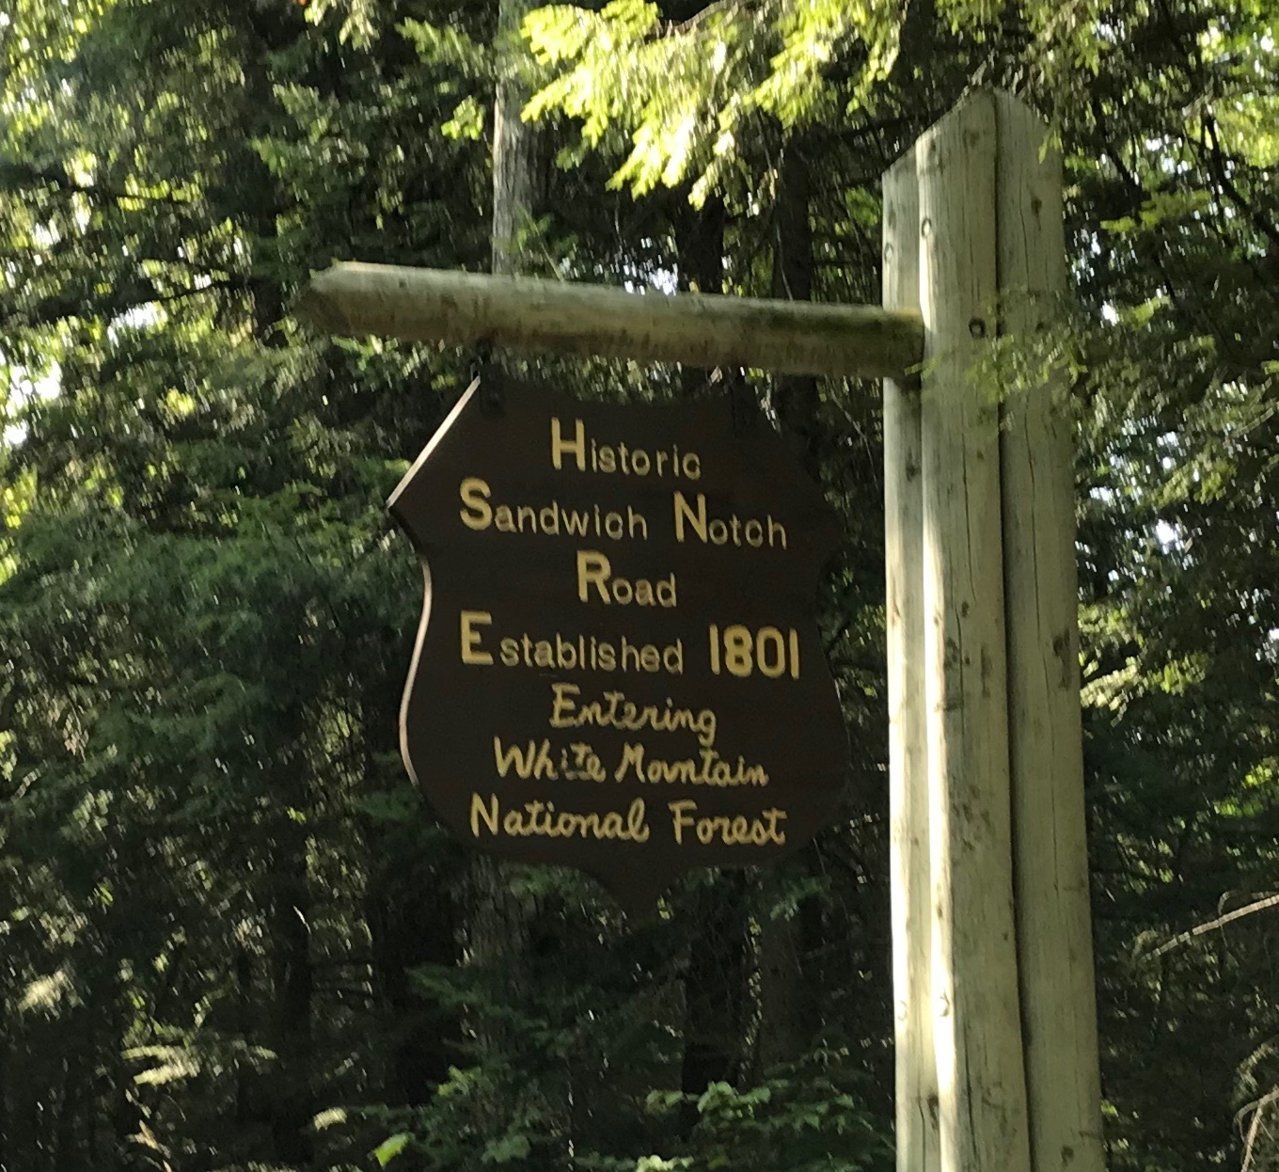 Historic
Sandwich Notch
Road
Established 1801
Entering
White Mountain
National Forest